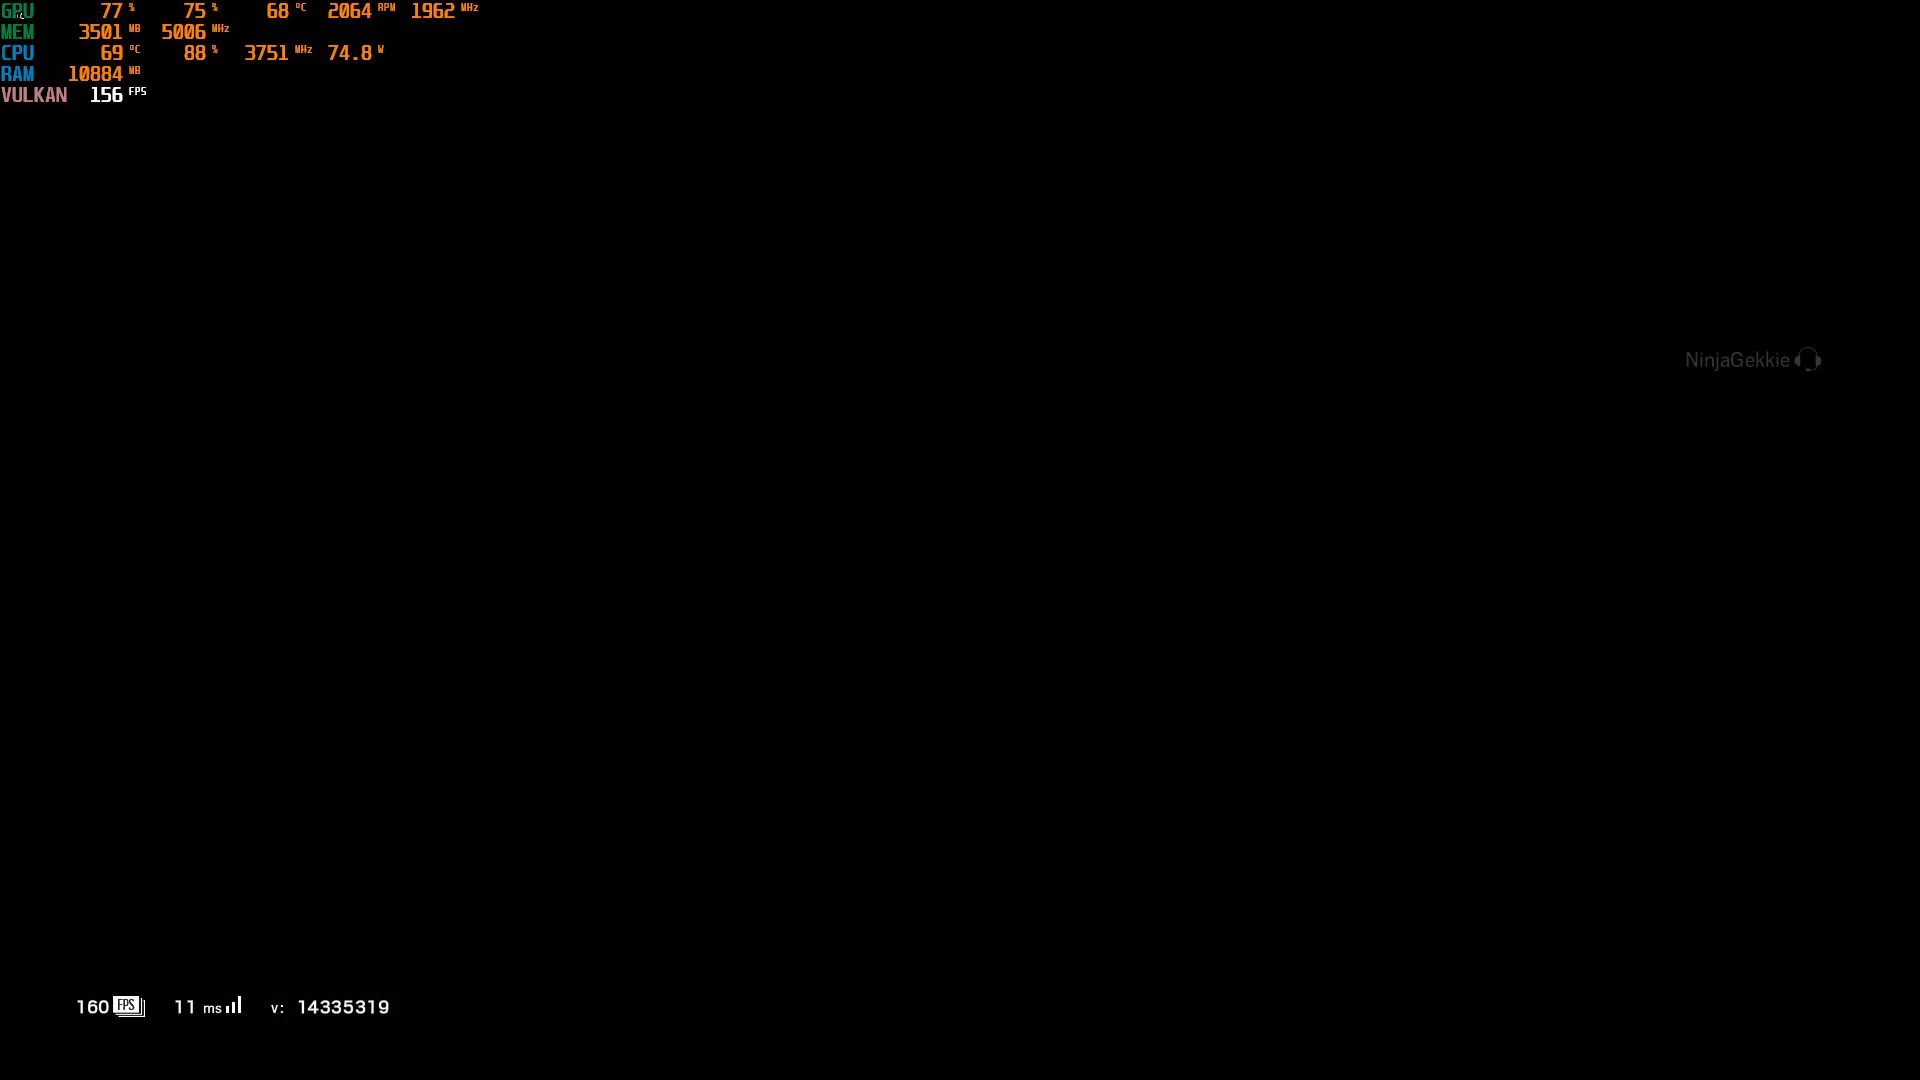 GPU 77 % 75 % 68 °C 2064 RPM 1962 MHz
MEM 3501 MB 5006 MHz
CPU 69 °C 88 % 3751 MHz 74.8 W
RAM 10884 MB
VULKAN 156 FPS
NinjaGekkie
160 FPS 11 ms v: 14335319